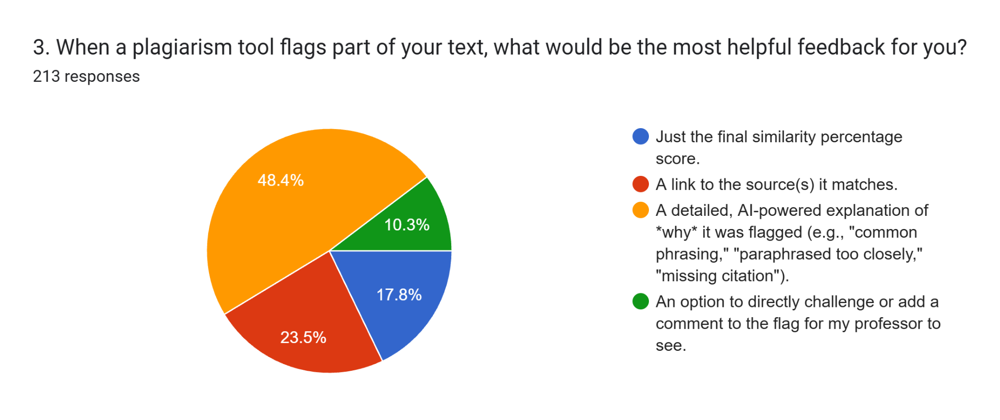 3. When a plagiarism tool flags part of your text, what would be the most helpful feedback for you?
213 responses
48.4%
10.3%
17.8%
23.5%
Just the final similarity percentage
score.
A link to the source(s) it matches.
A detailed, AI-powered explanation of
*why* it was flagged (e.g., "common
phrasing," "paraphrased too closely,"
"missing citation").
An option to directly challenge or add a
comment to the flag for my professor to
see.